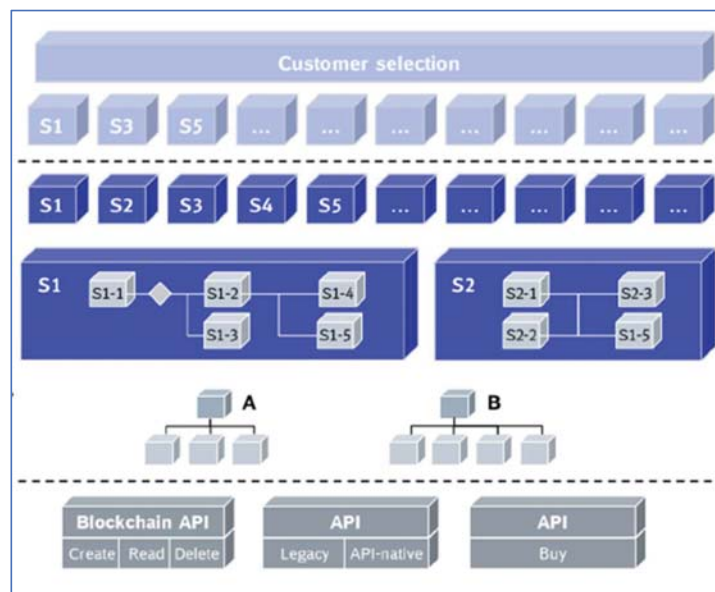 Customer selection
S1 S3 S5 ... ... ... ... ... ... ...
S1 S2 S3 S4 S5 ... ... ... ... ...
S1 S1-1 S1-2 S1-4
S1-3 S1-5
S2 S2-1 S2-3
S2-2 S1-5
A B
Blockchain API
Create Read Delete
API
Legacy API-native
API
Buy